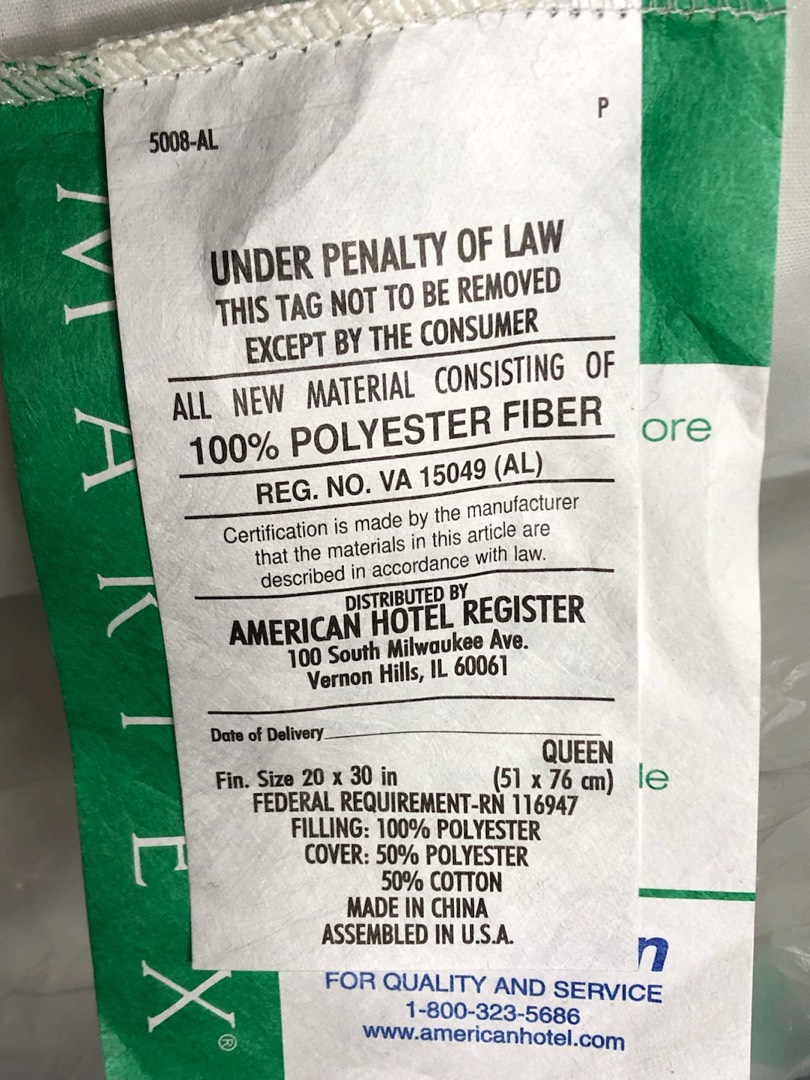 5008-AL
P
UNDER PENALTY OF LAW
THIS TAG NOT TO BE REMOVED
EXCEPT BY THE CONSUMER
ALL NEW MATERIAL CONSISTING OF
100% POLYESTER FIBER
REG. NO. VA 15049 (AL)
Certification is made by the manufacturer
that the materials in this article are
described in accordance with law.
DISTRIBUTED BY
AMERICAN HOTEL REGISTER
100 South Milwaukee Ave.
Vernon Hills, IL 60061
Date of Delivery
QUEEN
Fin. Size 20 x 30 in (51 x 76 cm)
FEDERAL REQUIREMENT-RN 116947
FILLING: 100% POLYESTER
COVER: 50% POLYESTER
50% COTTON
MADE IN CHINA
ASSEMBLED IN U.S.A.
MARTEX®
ore
le
n
FOR QUALITY AND SERVICE
1-800-323-5686
www.americanhotel.com